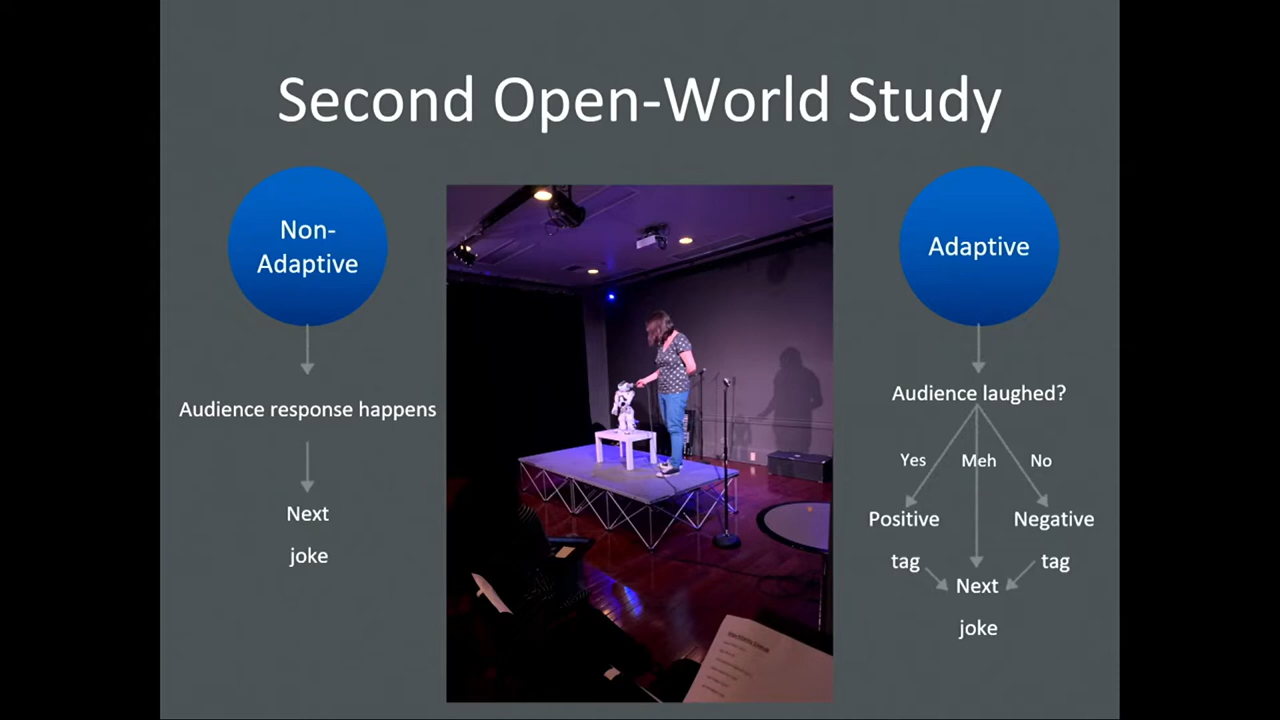 Second Open-World Study
Non-
Adaptive
Audience response happens
Next
joke
Adaptive
Audience laughed?
Yes
Meh
No
Positive
tag
Negative
tag
Next
joke